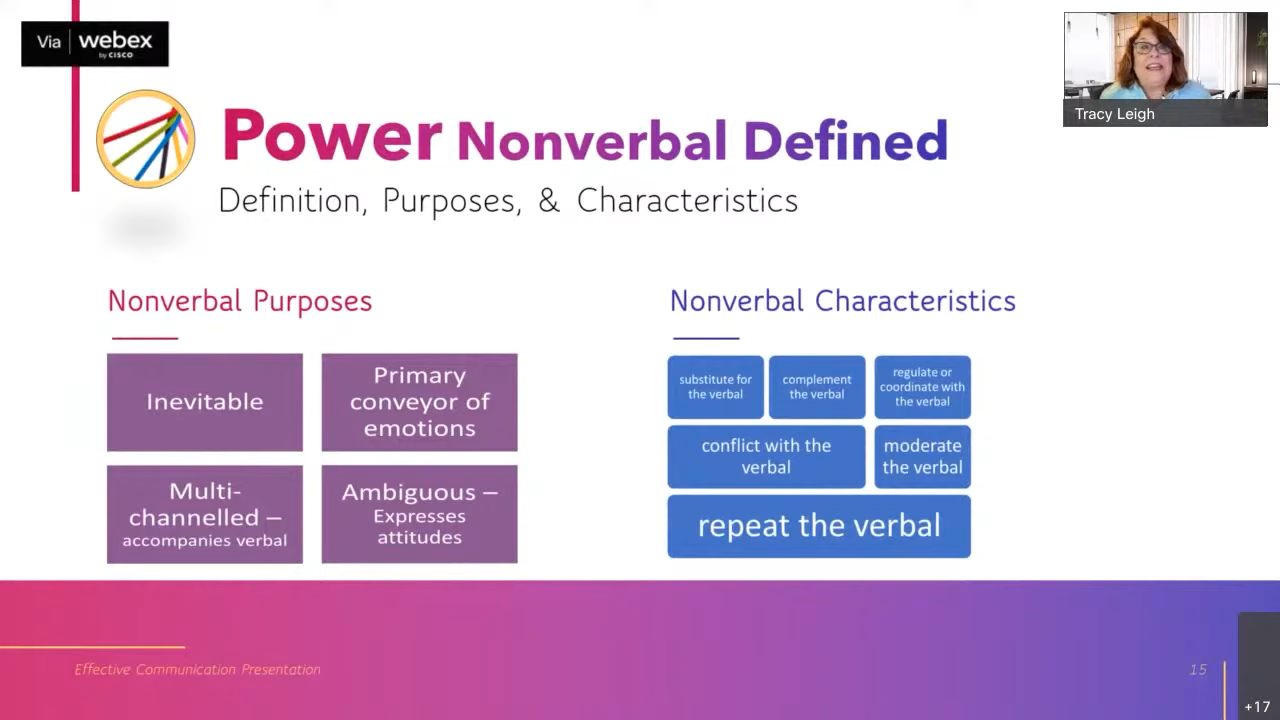 Via | webex
by CISCO
Tracy Leigh
Power Nonverbal Defined
Definition, Purposes, & Characteristics
Nonverbal Purposes
Inevitable
Primary
conveyor of
emotions
Multi-
channelled –
accompanies verbal
Ambiguous –
Expresses
attitudes
Nonverbal Characteristics
substitute for
the verbal
complement
the verbal
regulate or
coordinate with
the verbal
conflict with the
verbal
moderate
the verbal
repeat the verbal
Effective Communication Presentation
15
+17